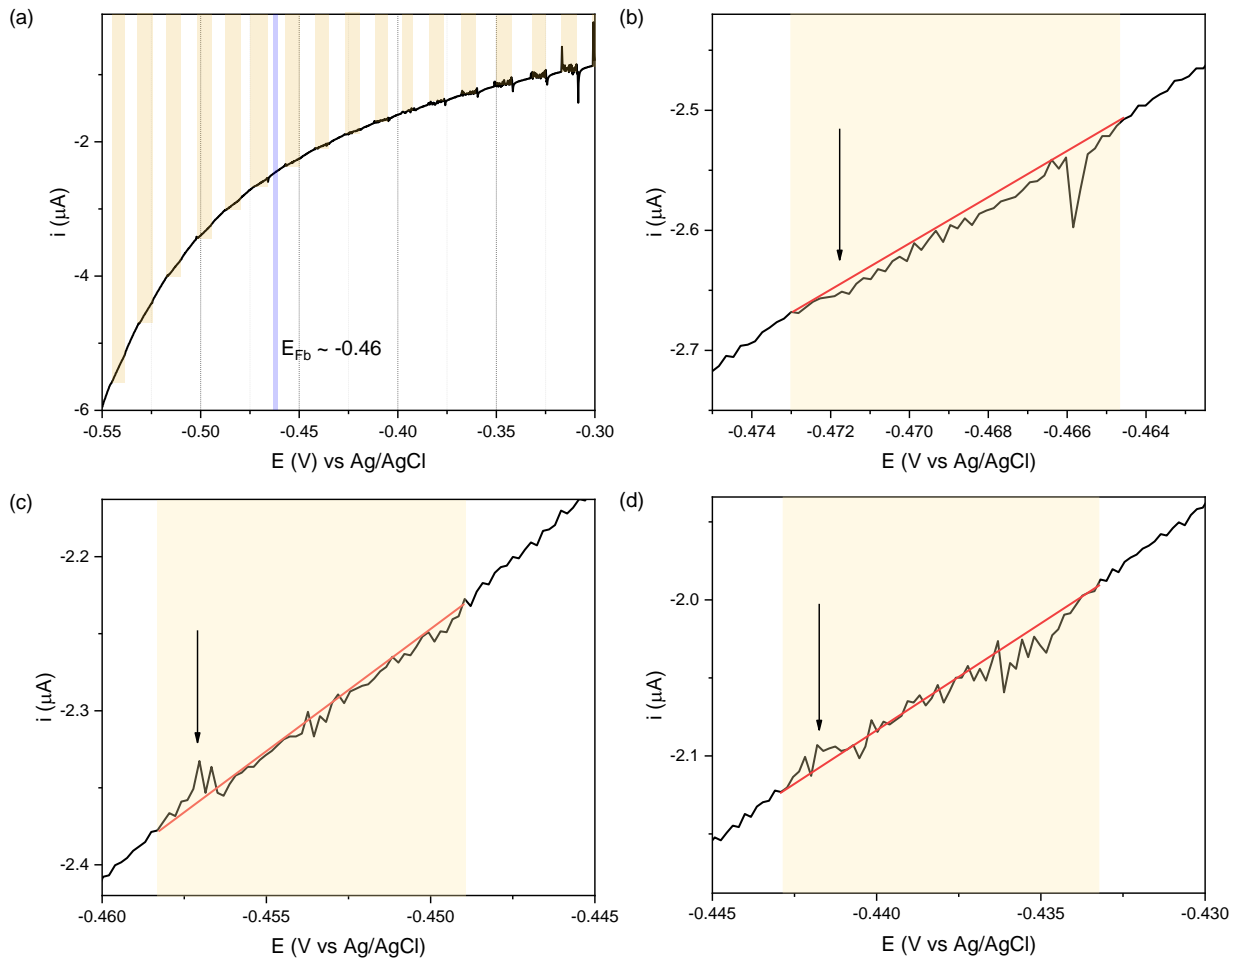 (a)
-2
-4
-6
i (μA)
E_Fb ~ -0.46
-0.55
-0.50
-0.45
-0.40
-0.35
-0.30
E (V) vs Ag/AgCl
(b)
-2.5
-2.6
-2.7
i (μA)
-0.474
-0.472
-0.470
-0.468
-0.466
-0.464
E (V vs Ag/AgCl)
(c)
-2.2
-2.3
-2.4
i (μA)
-0.460
-0.455
-0.450
-0.445
E (V vs Ag/AgCl)
(d)
-2.0
-2.1
i (μA)
-0.445
-0.440
-0.435
-0.430
E (V vs Ag/AgCl)